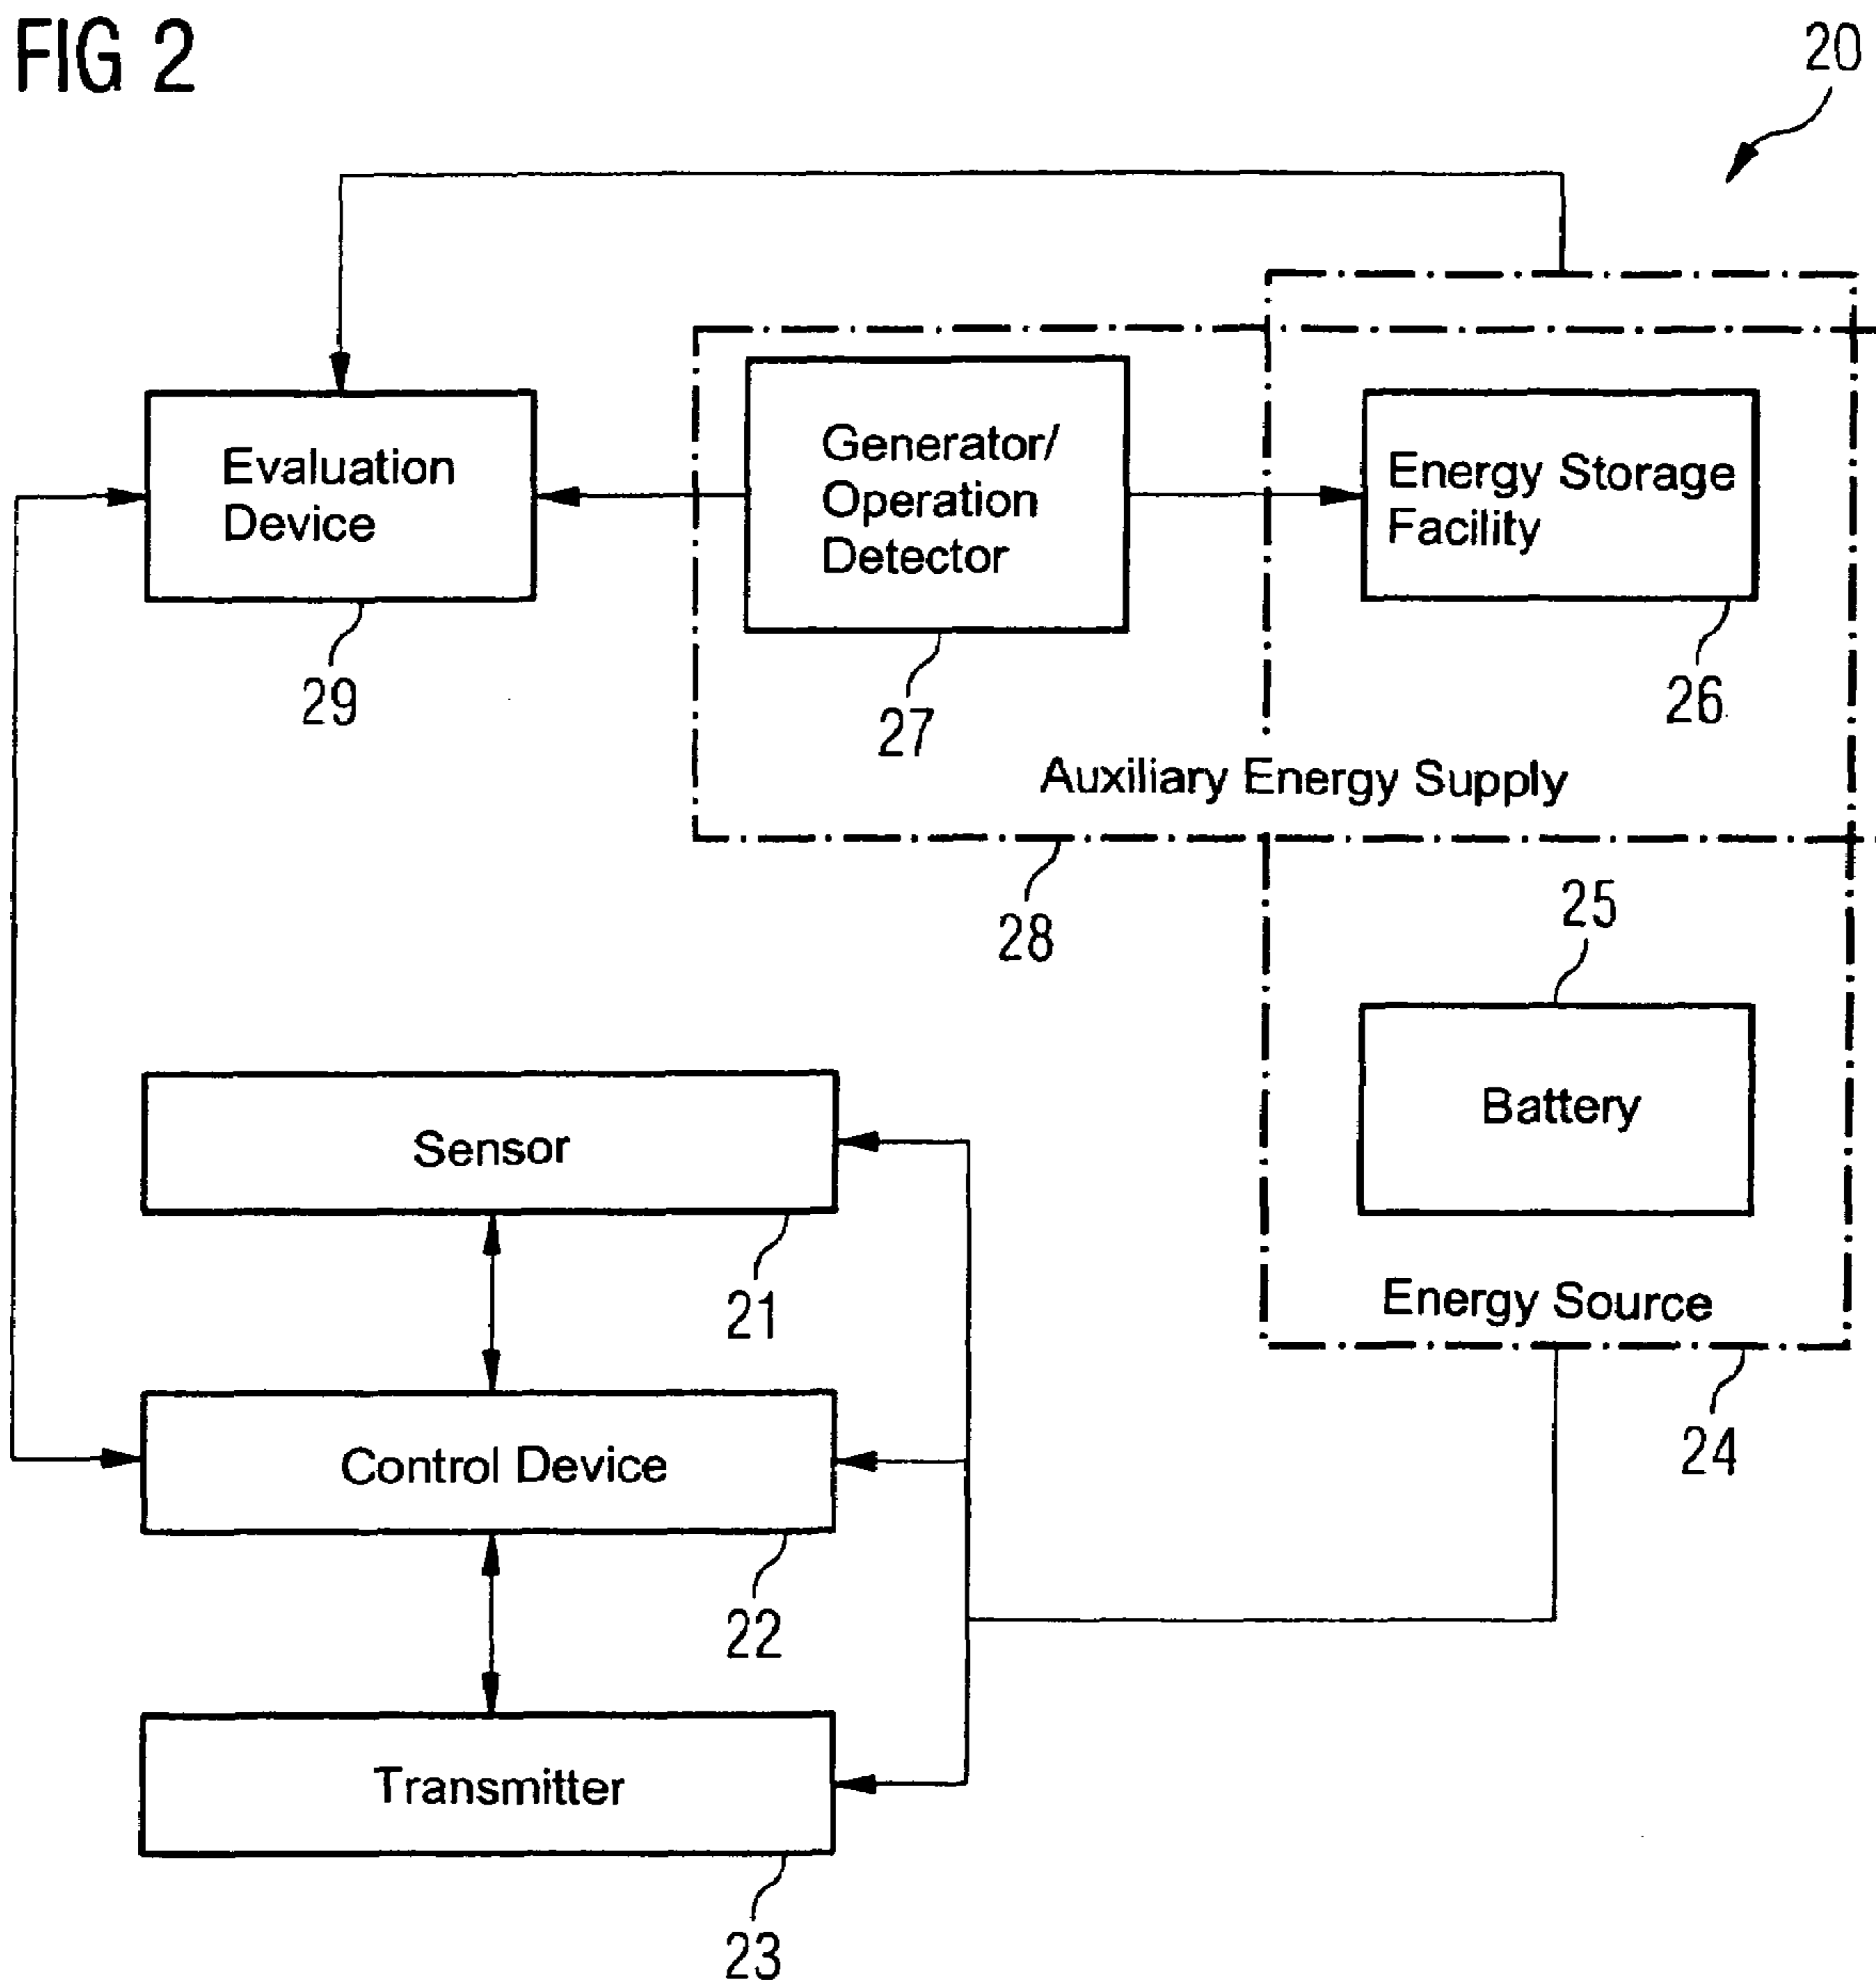 FIG 2
20
Evaluation
Device
29
Generator/
Operation
Detector
27
Energy Storage
Facility
26
Auxiliary Energy Supply
28
25
Battery
Energy Source
24
Sensor
21
Control Device
22
Transmitter
23